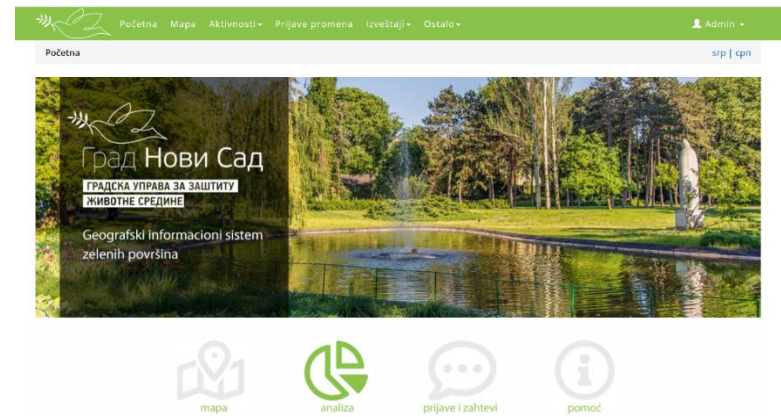 Početna Mapa Aktivnosti Prijave promena Izveštaji Ostalo Admin
Početna srp | срп
Град Нови Сад
ГРАДСКА УПРАВА ЗА ЗАШТИТУ
ЖИВОТНЕ СРЕДИНЕ
Geografski informacioni sistem
zelenih površina
mapa analiza prijave i zahtevi pomoć